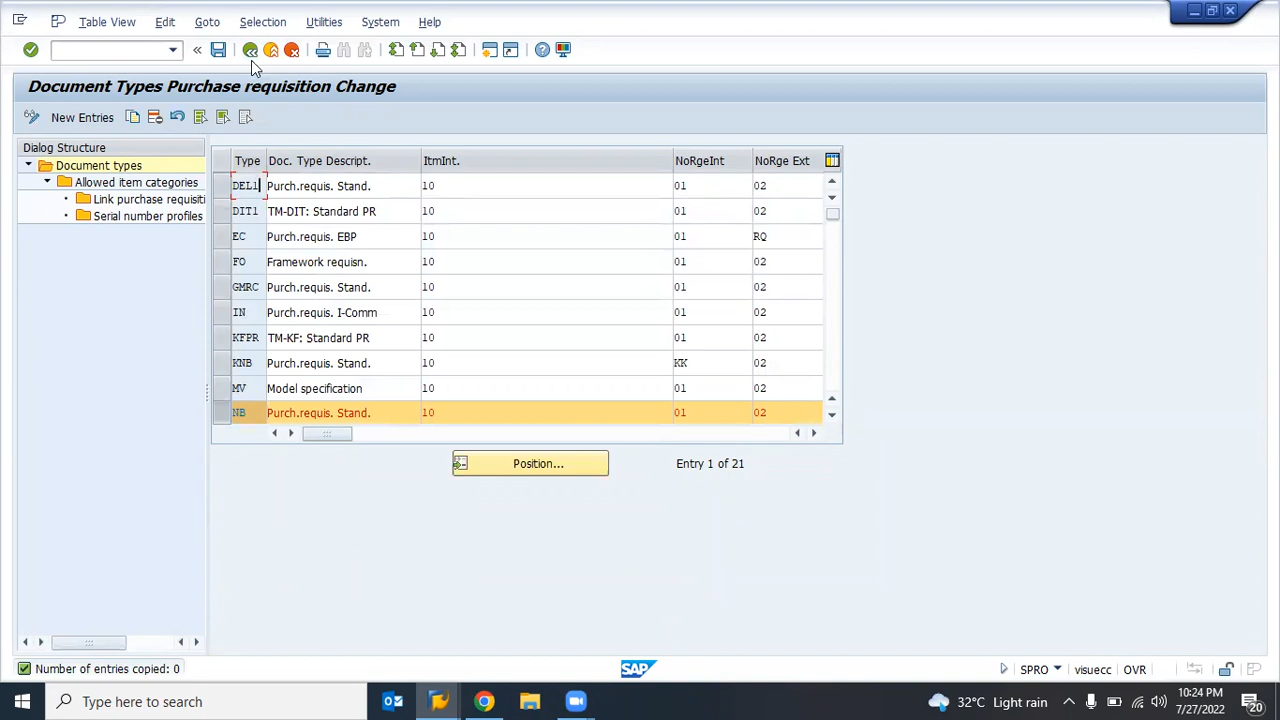 Table View Edit Goto Selection Utilities System Help
Document Types Purchase requisition Change
New Entries
Dialog Structure
Document types
Allowed item categories
Link purchase requisiti
Serial number profiles
Type Doc. Type Descript. ItmInt. NoRgeInt NoRge Ext
DEL1 Purch.requis. Stand. 10 01 02
DIT1 TM-DIT: Standard PR 10 01 02
EC Purch.requis. EBP 10 01 RQ
FO Framework requisn. 10 01 02
GMRC Purch.requis. Stand. 10 01 02
IN Purch.requis. I-Comm 10 01 02
KFPR TM-KF: Standard PR 10 01 02
KNB Purch.requis. Stand. 10 KK 02
MV Model specification 10 01 02
NB Purch.requis. Stand. 10 01 02
Position... Entry 1 of 21
Number of entries copied: 0 SAP SPRO visuecc OVR
Type here to search 32°C Light rain 10:24 PM
7/27/2022 20